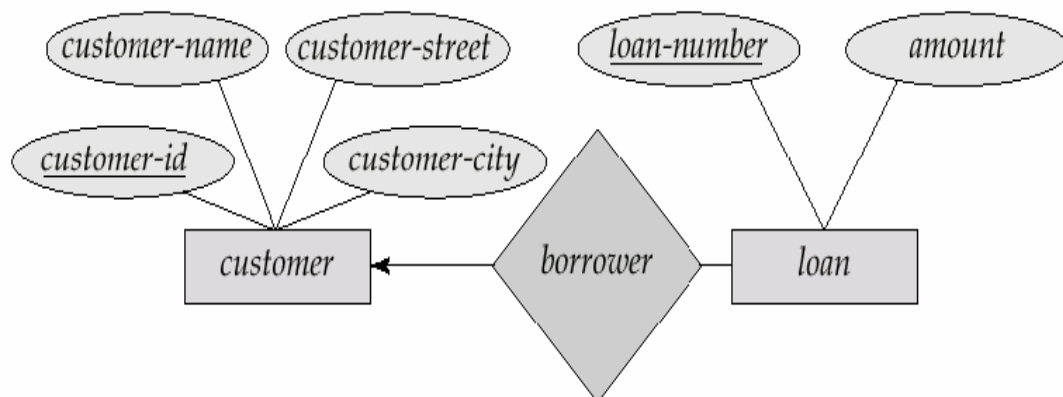 customer-name
customer-street
loan-number
amount
customer-id
customer-city
customer
borrower
loan